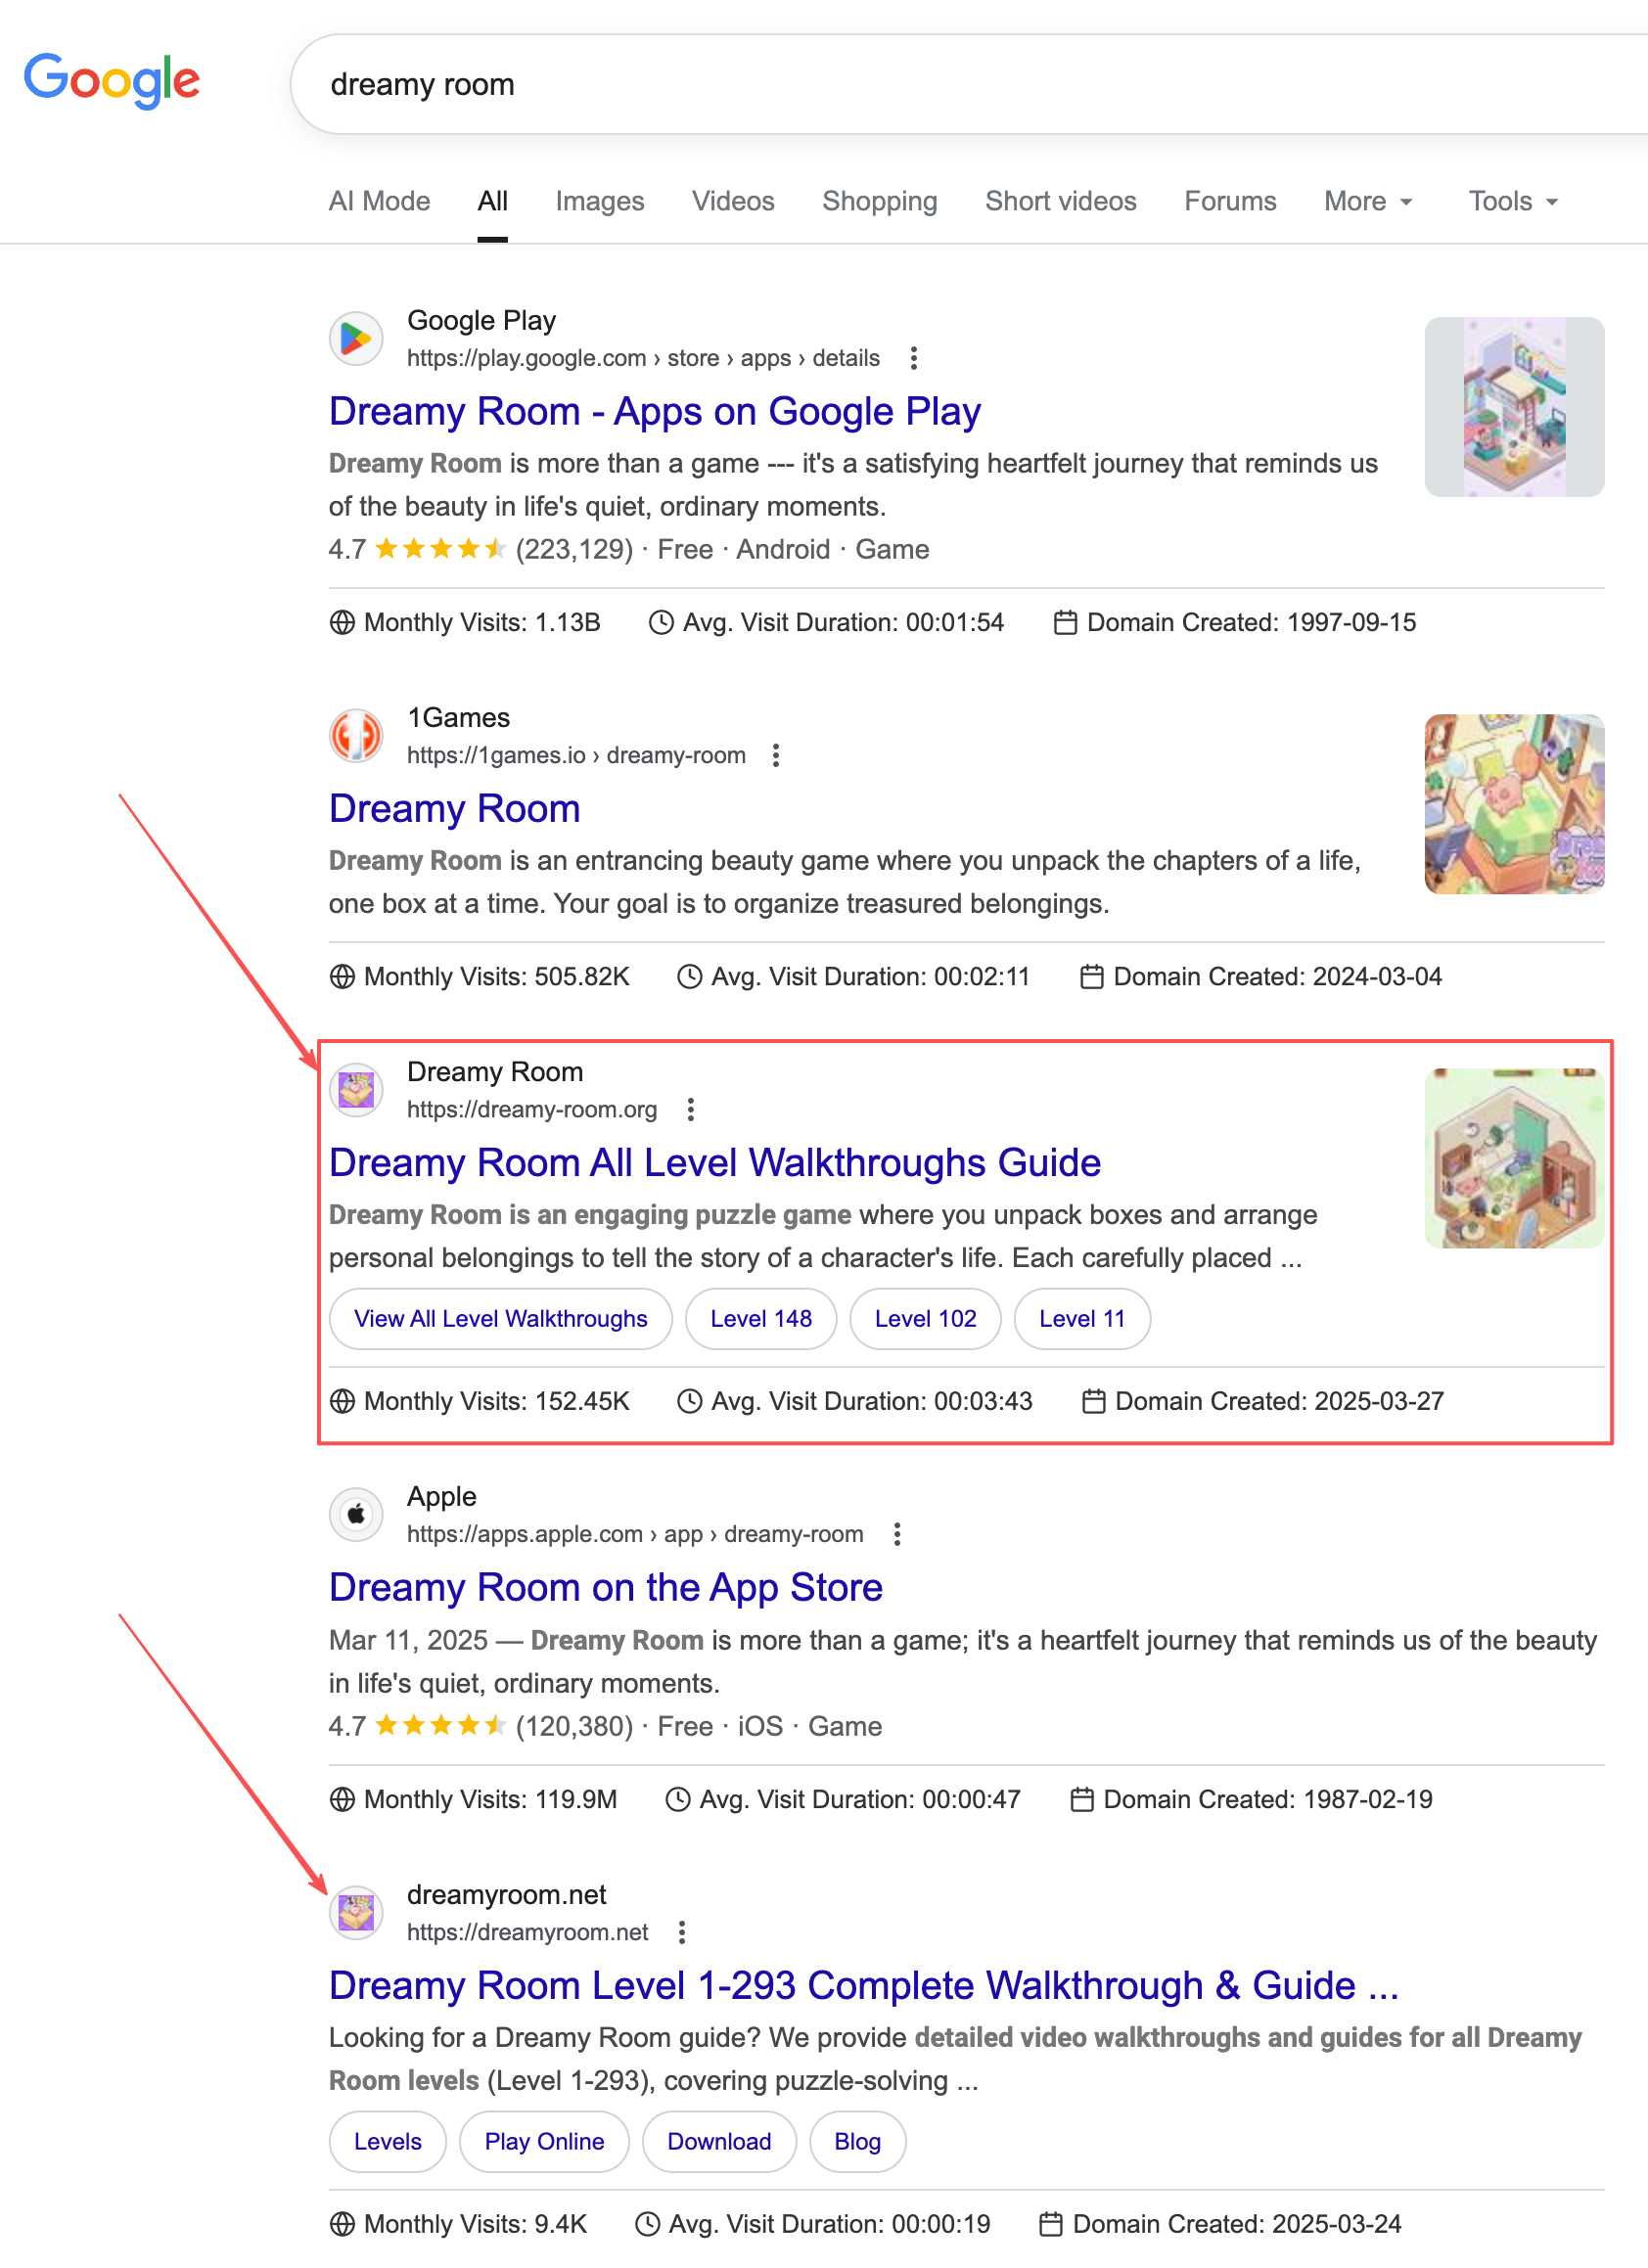 Google
dreamy room
AI Mode All Images Videos Shopping Short videos Forums More Tools
Google Play
https://play.google.com › store › apps › details
Dreamy Room - Apps on Google Play
Dreamy Room is more than a game --- it's a satisfying heartfelt journey that reminds us
of the beauty in life's quiet, ordinary moments.
4.7 (223,129) · Free · Android · Game
Monthly Visits: 1.13B Avg. Visit Duration: 00:01:54 Domain Created: 1997-09-15
1Games
https://1games.io › dreamy-room
Dreamy Room
Dreamy Room is an entrancing beauty game where you unpack the chapters of a life,
one box at a time. Your goal is to organize treasured belongings.
Monthly Visits: 505.82K Avg. Visit Duration: 00:02:11 Domain Created: 2024-03-04
Dreamy Room
https://dreamy-room.org
Dreamy Room All Level Walkthroughs Guide
Dreamy Room is an engaging puzzle game where you unpack boxes and arrange
personal belongings to tell the story of a character's life. Each carefully placed ...
View All Level Walkthroughs Level 148 Level 102 Level 11
Monthly Visits: 152.45K Avg. Visit Duration: 00:03:43 Domain Created: 2025-03-27
Apple
https://apps.apple.com › app › dreamy-room
Dreamy Room on the App Store
Mar 11, 2025 — Dreamy Room is more than a game; it's a heartfelt journey that reminds us of the beauty
in life's quiet, ordinary moments.
4.7 (120,380) · Free · iOS · Game
Monthly Visits: 119.9M Avg. Visit Duration: 00:00:47 Domain Created: 1987-02-19
dreamyroom.net
https://dreamyroom.net
Dreamy Room Level 1-293 Complete Walkthrough & Guide ...
Looking for a Dreamy Room guide? We provide detailed video walkthroughs and guides for all Dreamy
Room levels (Level 1-293), covering puzzle-solving ...
Levels Play Online Download Blog
Monthly Visits: 9.4K Avg. Visit Duration: 00:00:19 Domain Created: 2025-03-24